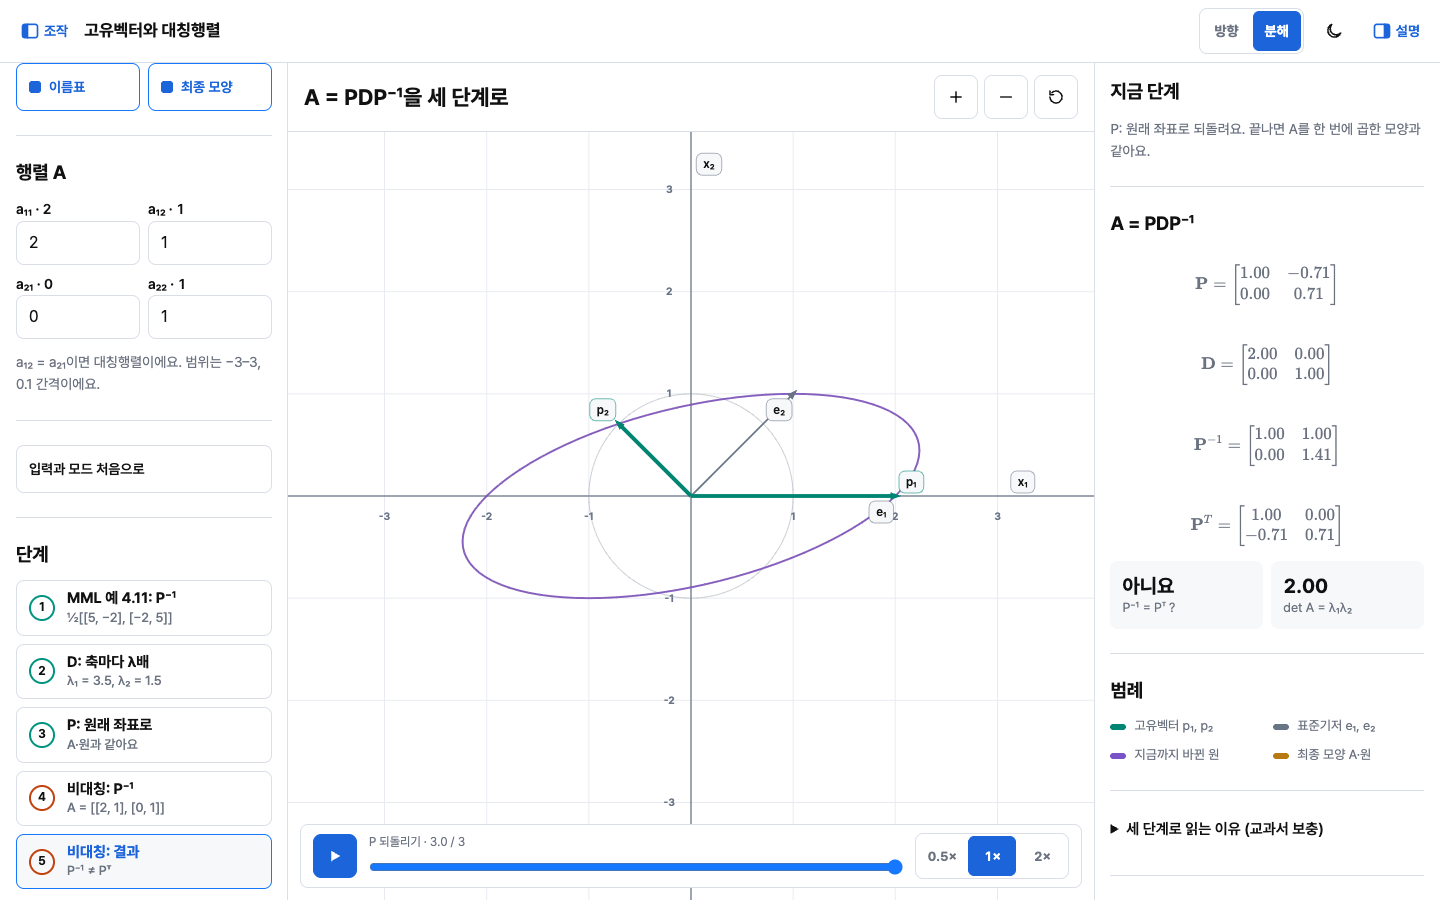 조작
고유벡터와 대칭행렬
방향
분해
설명
이름표
최종 모양
행렬 A
a₁₁ · 2
a₁₂ · 1
2
1
a₂₁ · 0
a₂₂ · 1
0
1
a₁₂ = a₂₁이면 대칭행렬이에요. 범위는 −3–3,
0.1 간격이에요.
입력과 모드 처음으로
단계
1
MML 예 4.11: P⁻¹
½[[5, −2], [−2, 5]]
2
D: 축마다 λ배
λ₁ = 3.5, λ₂ = 1.5
3
P: 원래 좌표로
A·원과 같아요
4
비대칭: P⁻¹
A = [[2, 1], [0, 1]]
5
비대칭: 결과
P⁻¹ ≠ Pᵀ
A = PDP⁻¹을 세 단계로
+
−
x₂
3
2
1
p₂
e₂
p₁
x₁
e₁
-3
-2
-1
1
2
3
-1
-2
-3
P 되돌리기 · 3.0 / 3
0.5×
1×
2×
지금 단계
P: 원래 좌표로 되돌려요. 끝나면 A를 한 번에 곱한 모양과
같아요.
A = PDP⁻¹
P = [1.00 −0.71
0.00 0.71]
D = [2.00 0.00
0.00 1.00]
P⁻¹ = [1.00 1.00
0.00 1.41]
Pᵀ = [1.00 0.00
−0.71 0.71]
아니요
P⁻¹ = Pᵀ ?
2.00
det A = λ₁λ₂
범례
고유벡터 p₁, p₂
표준기저 e₁, e₂
지금까지 바뀐 원
최종 모양 A·원
세 단계로 읽는 이유 (교과서 보충)